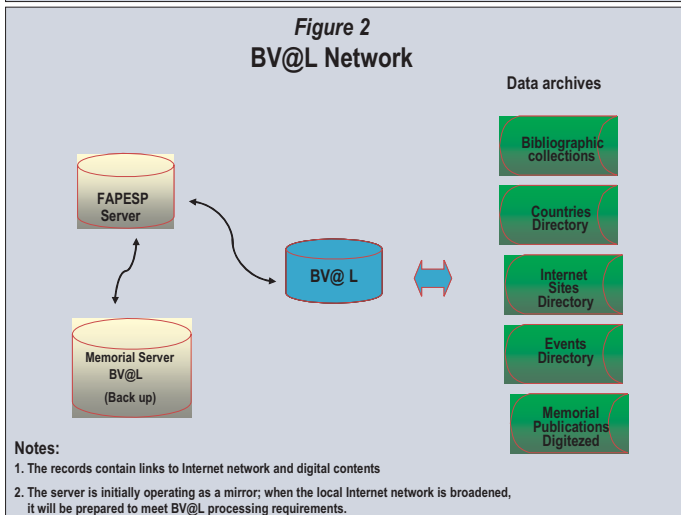 Figure 2
BV@L Network
Data archives
Bibliographic
collections
FAPESP
Server
Countries
Directory
BV@ L
Internet
Sites
Directory
Memorial Server
BV@L
(Back up)
Events
Directory
Memorial
Publications
Digitezed
Notes:
1. The records contain links to Internet network and digital contents
2. The server is initially operating as a mirror; when the local Internet network is broadened,
it will be prepared to meet BV@L processing requirements.